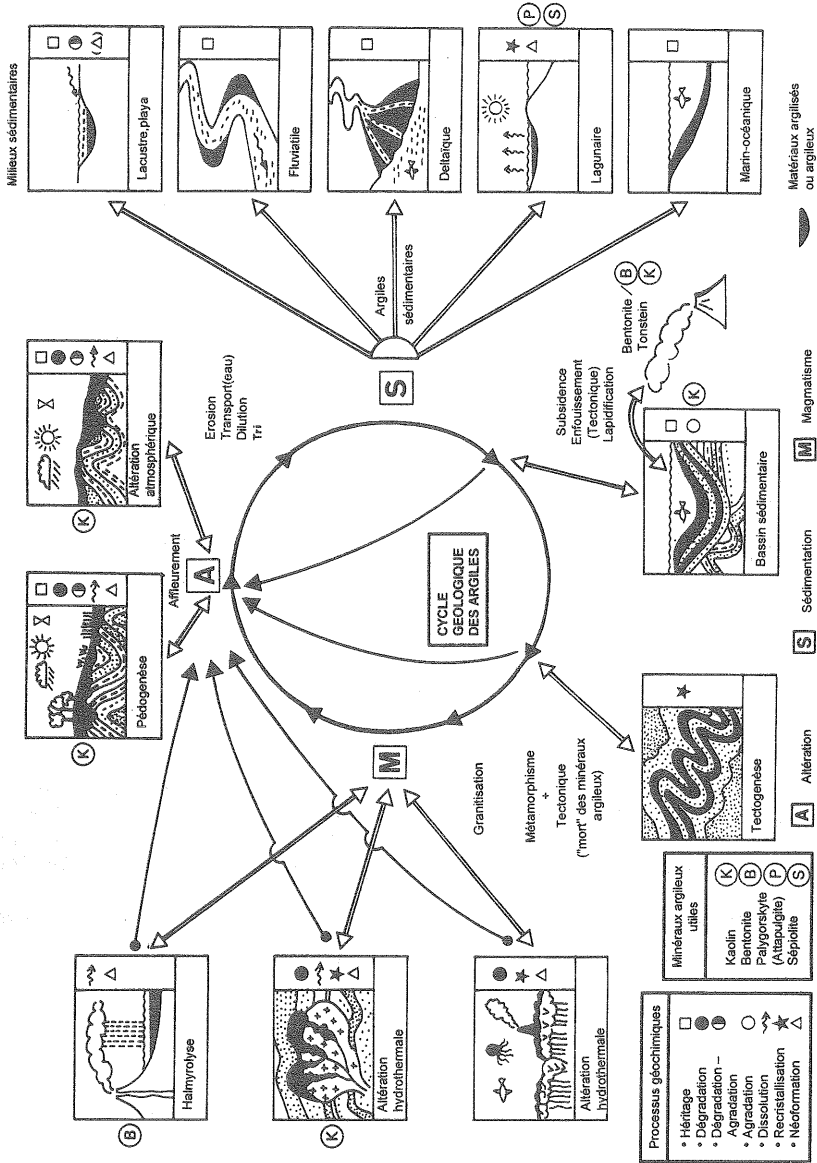 Milieux sédimentaires
Lacustre,playa
Fluviatile
Deltaïque
P
S
Lagunaire
Marin-océanique
Argiles
sédimentaires
S
Erosion
Transport(eau)
Dilution
Tri
Altération
atmosphérique
K
Affleurement
A
Pédogenèse
K
CYCLE
GEOLOGIQUE
DES ARGILES
Subsidence
Enfouissement
(Tectonique)
Lapidification
Bentonite
Tonstein
B
K
K
Bassin sédimentaire
M
Granitisation
Métamorphisme
+
Tectonique
("mort" des minéraux
argileux)
Tectogenèse
Halmyrolyse
B
Altération
hydrothermale
K
Altération
hydrothermale
Processus géochimiques
• Héritage
• Dégradation
• Dégradation –
Agradation
• Agradation
• Dissolution
• Recristallisation
• Néoformation
Minéraux argileux
utiles
Kaolin K
Bentonite B
Palygorskyte P
(Attapulgite)
Sépiolite S
A Altération
S Sédimentation
M Magmatisme
Matériaux argilisés
ou argileux